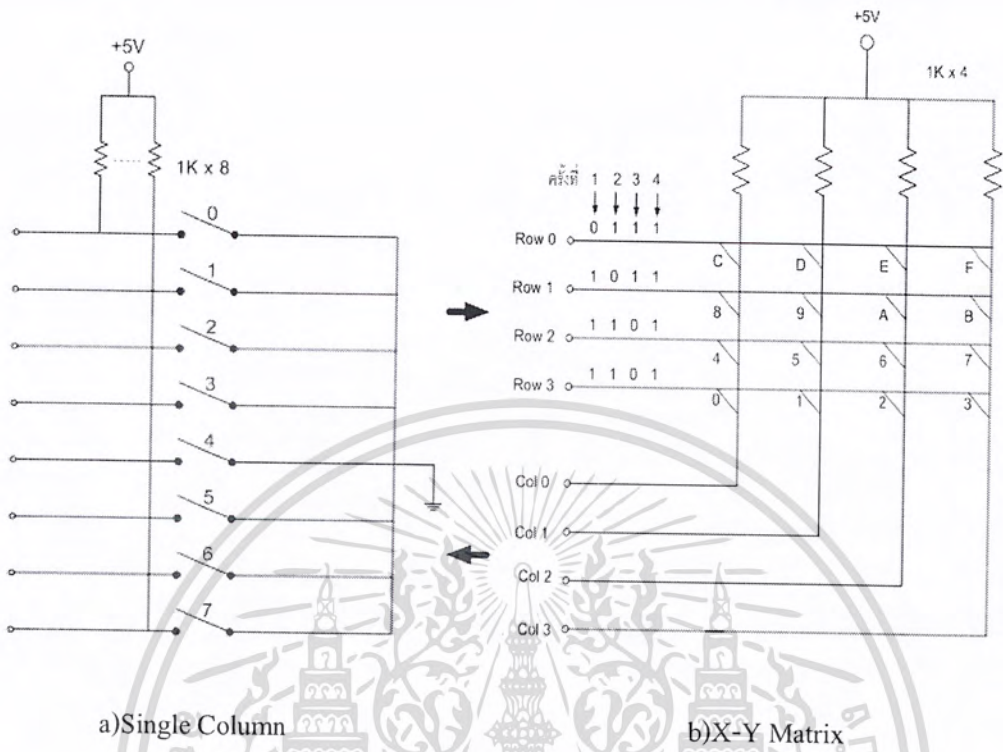 +5V
1K x 8
0
1
2
3
4
5
6
7
a)Single Column
+5V
1K x 4
ครั้งที่ 1 2 3 4
Row 0 0 1 1 1
C D E F
Row 1 1 0 1 1
8 9 A B
Row 2 1 1 0 1
4 5 6 7
Row 3 1 1 0 1
0 1 2 3
Col 0
Col 1
Col 2
Col 3
b)X-Y Matrix